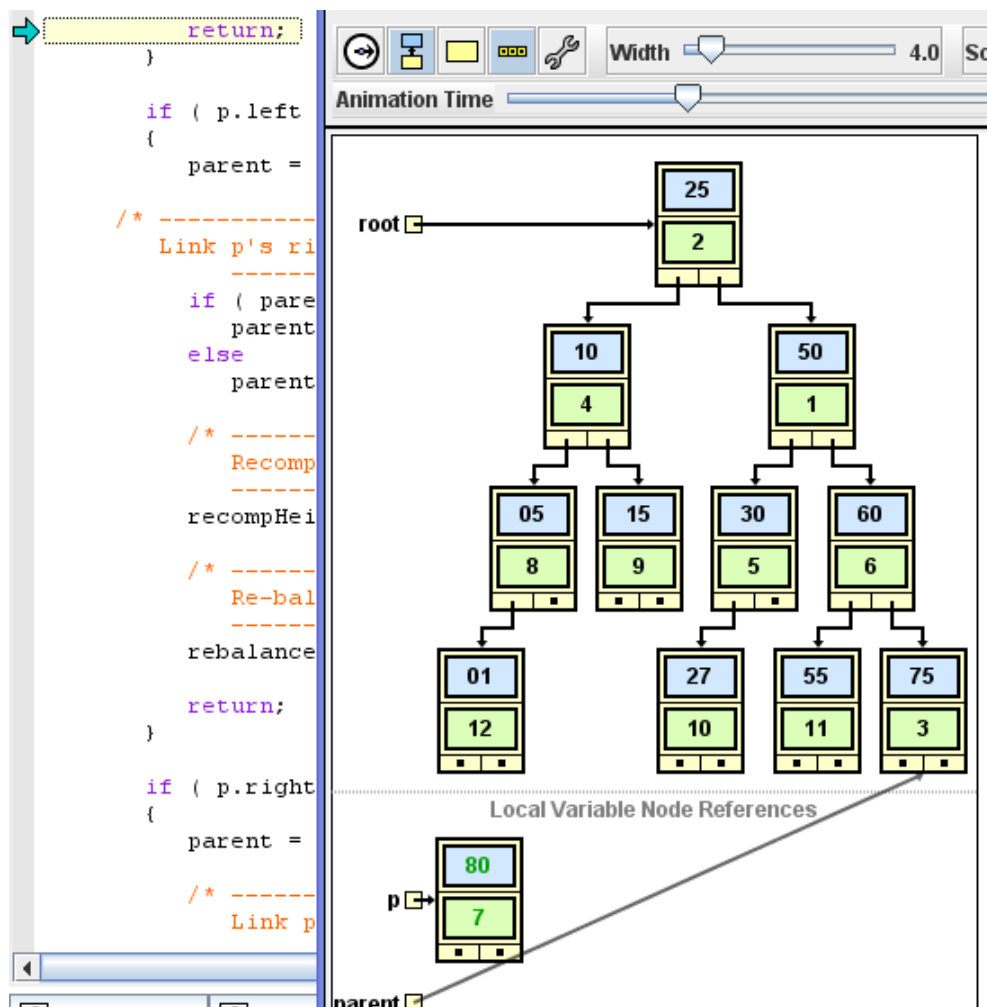 return;
}
if ( p.left
{
parent =
/* -----------
Link p's ri
------
if ( pare
parent
else
parent
/* ------
Recomp
------
recompHei
/* ------
Re-bal
------
rebalance
return;
}
if ( p.right
{
parent =
/* ------
Link p
Width 4.0 Sc
Animation Time
root
25
2
10 50
4 1
05 15 30 60
8 9 5 6
01 27 55 75
12 10 11 3
Local Variable Node References
80
p
7
parent